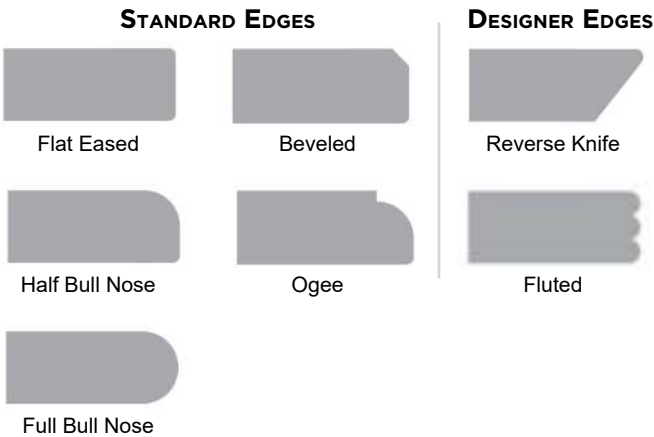 STANDARD EDGES
DESIGNER EDGES
Flat Eased
Beveled
Reverse Knife
Half Bull Nose
Ogee
Fluted
Full Bull Nose